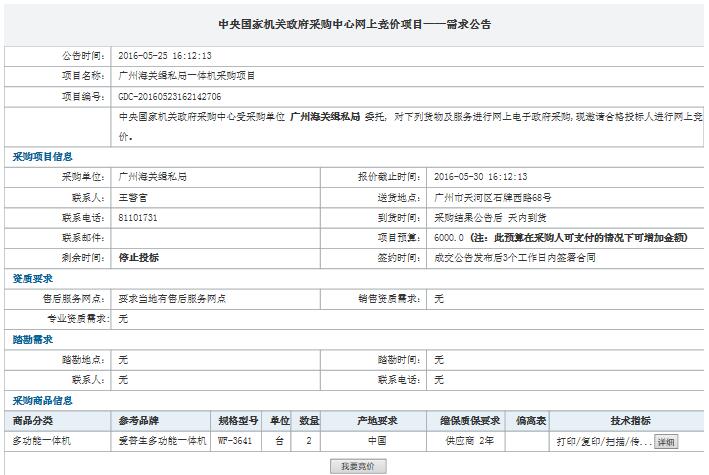 中央国家机关政府采购中心网上竞价项目——需求公告
公告时间： 2016-05-25 16:12:13
项目名称： 广州海关缉私局一体机采购项目
项目编号： GDC-20160523162142706
中央国家机关政府采购中心受采购单位 广州海关缉私局 委托, 对下列货物及服务进行网上电子政府采购,现邀请合格投标人进行网上竞
价。
采购项目信息
采购单位： 广州海关缉私局 报价截止时间： 2016-05-30 16:12:13
联系人： 王警官 送货地点： 广州市天河区石牌西路68号
联系电话： 81101731 到货时间： 采购结果公告后 天内到货
联系邮件： 项目预算： 6000.0 (注：此预算在采购人可支付的情况下可增加金额)
剩余时间： 停止投标 签约时间： 成交公告发布后3个工作日内签署合同
资质要求
售后服务网点： 要求当地有售后服务网点 销售资质需求： 无
专业资质需求： 无
踏勘需求
踏勘地点： 无 踏勘时间： 无
联系人： 无 联系电话： 无
采购商品信息
商品分类 参考品牌 规格型号 单位 数量 产地要求 维保质保要求 偏离表 技术指标
多功能一体机 爱普生多功能一体机 WF-3641 台 2 中国 供应商 2年 打印/复印/扫描/传... 详细
我要竞价